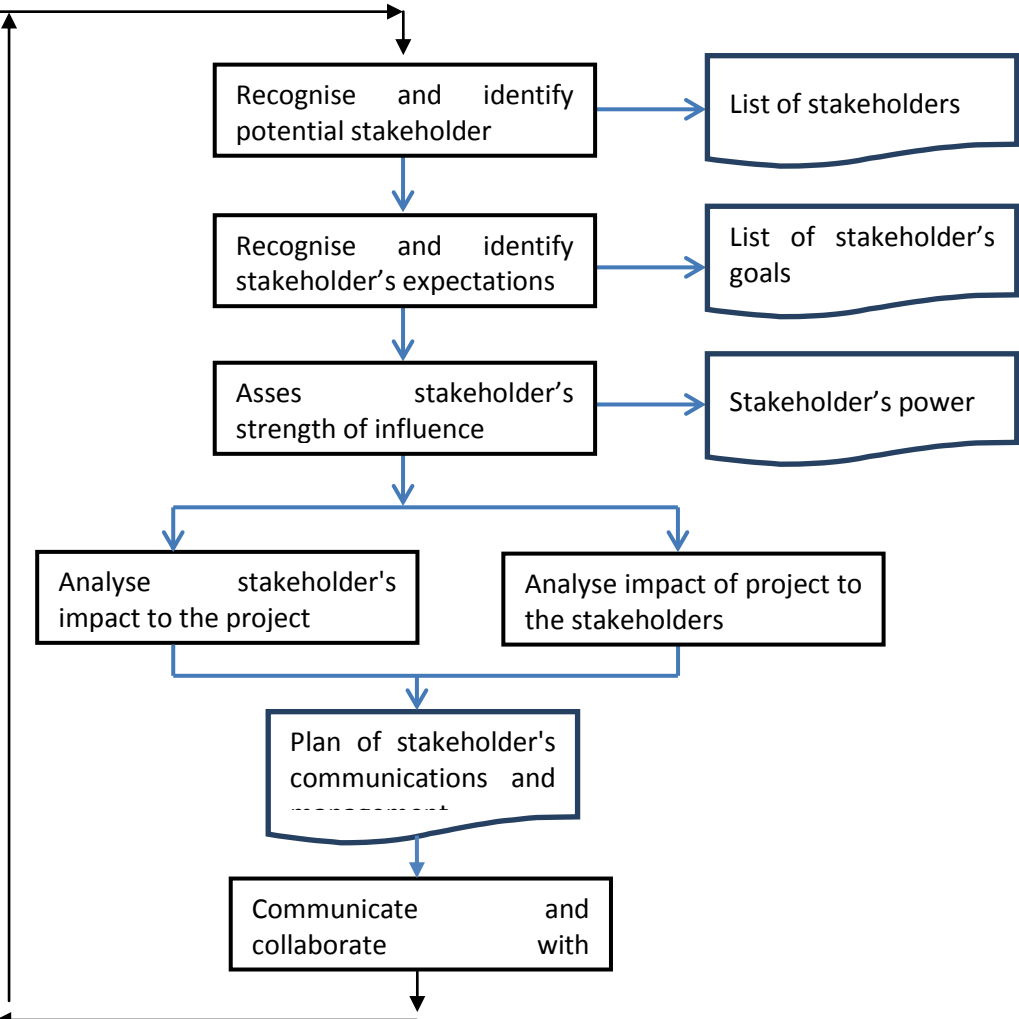 Recognise and identify
potential stakeholder
List of stakeholders
Recognise and identify
stakeholder's expectations
List of stakeholder's
goals
Asses stakeholder's
strength of influence
Stakeholder's power
Analyse stakeholder's
impact to the project
Analyse impact of project to
the stakeholders
Plan of stakeholder's
communications and
Communicate and
collaborate with